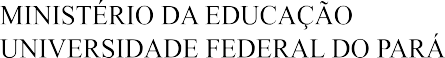 MINISTÉRIO DA EDUCAÇÃO
UNIVERSIDADE FEDERAL DO PARÁ